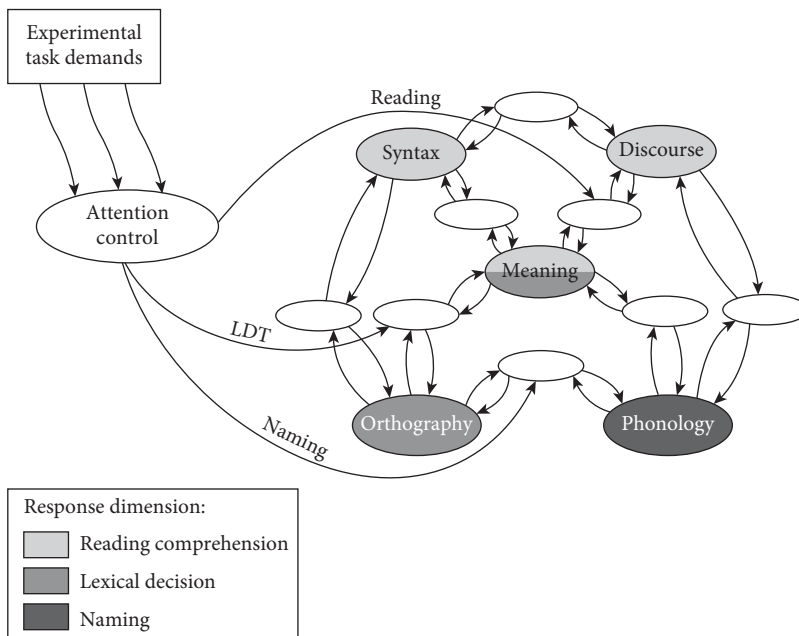 Experimental
task demands
Reading
Syntax
Discourse
Attention
control
Meaning
LDT
Orthography
Phonology
Naming
Response dimension:
Reading comprehension
Lexical decision
Naming